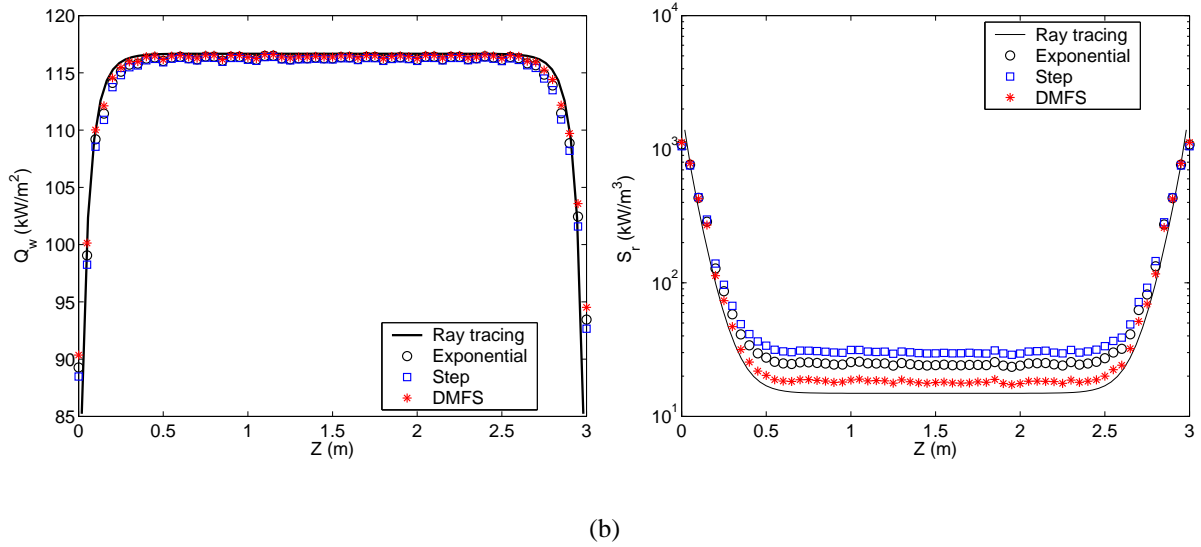 120
115
110
105
100
95
90
85
Q_w (kW/m^2)
Ray tracing
Exponential
Step
DMFS
0
0.5
1
1.5
2
2.5
3
Z (m)
10^4
10^3
10^2
10^1
S_r (kW/m^3)
Ray tracing
Exponential
Step
DMFS
0
0.5
1
1.5
2
2.5
3
Z (m)
(b)